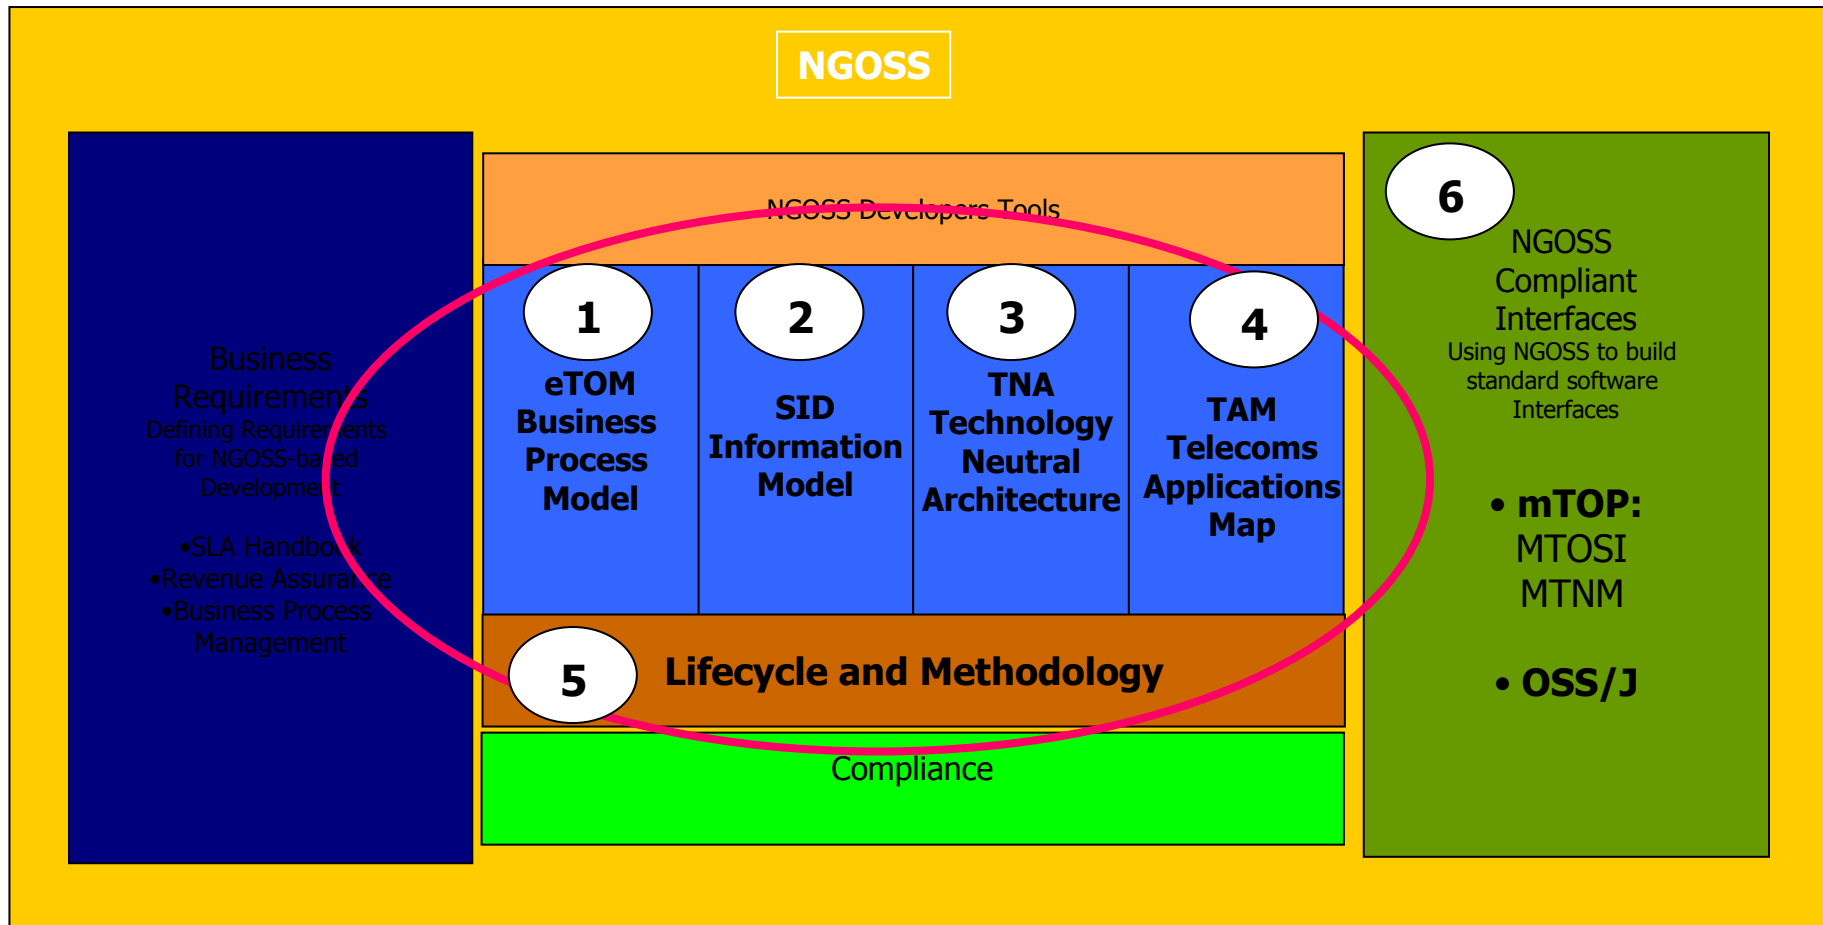 NGOSS
Business
Requirements
Defining Requirements
for NGOSS-based
Development
•SLA Handbook
•Revenue Assurance
•Business Process
Management
NGOSS Developers Tools
1
eTOM
Business
Process
Model
2
SID
Information
Model
3
TNA
Technology
Neutral
Architecture
4
TAM
Telecoms
Applications
Map
5
Lifecycle and Methodology
Compliance
6
NGOSS
Compliant
Interfaces
Using NGOSS to build
standard software
Interfaces
• mTOP:
MTOSI
MTNM
• OSS/J